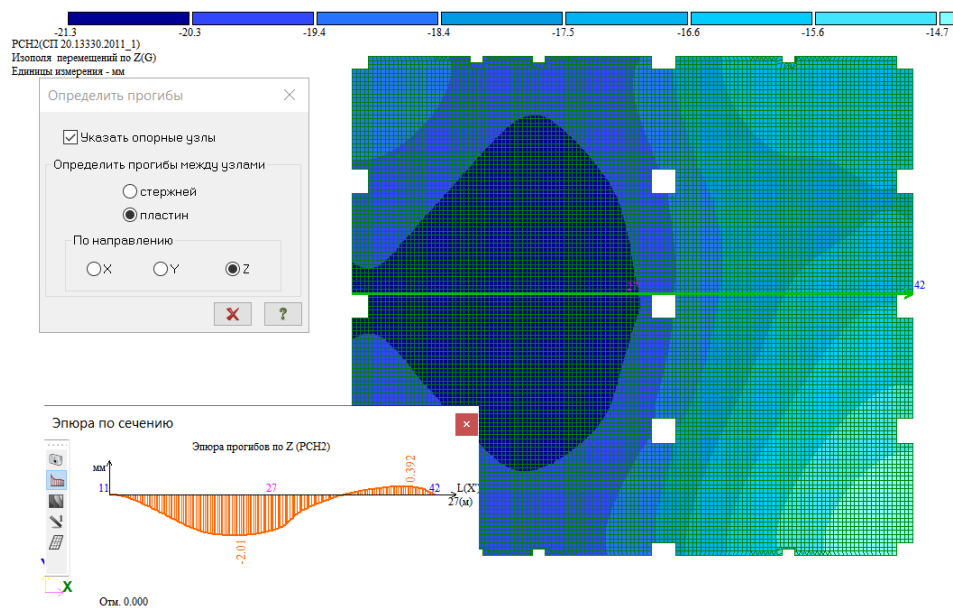 -21.3 -20.3 -19.4 -18.4 -17.5 -16.6 -15.6 -14.7
РСН2(СП 20.13330.2011_1)
Изополя перемещений по Z(G)
Единицы измерения - мм
Определить прогибы
Указать опорные узлы
Определить прогибы между узлами
стержней
пластин
По направлению
X Y Z
?
27
42
Эпюра по сечению
Эпюра прогибов по Z (РСН2)
мм
11
27
42
0.392
L(X')
27(м)
-2.01
X
Отм. 0.000